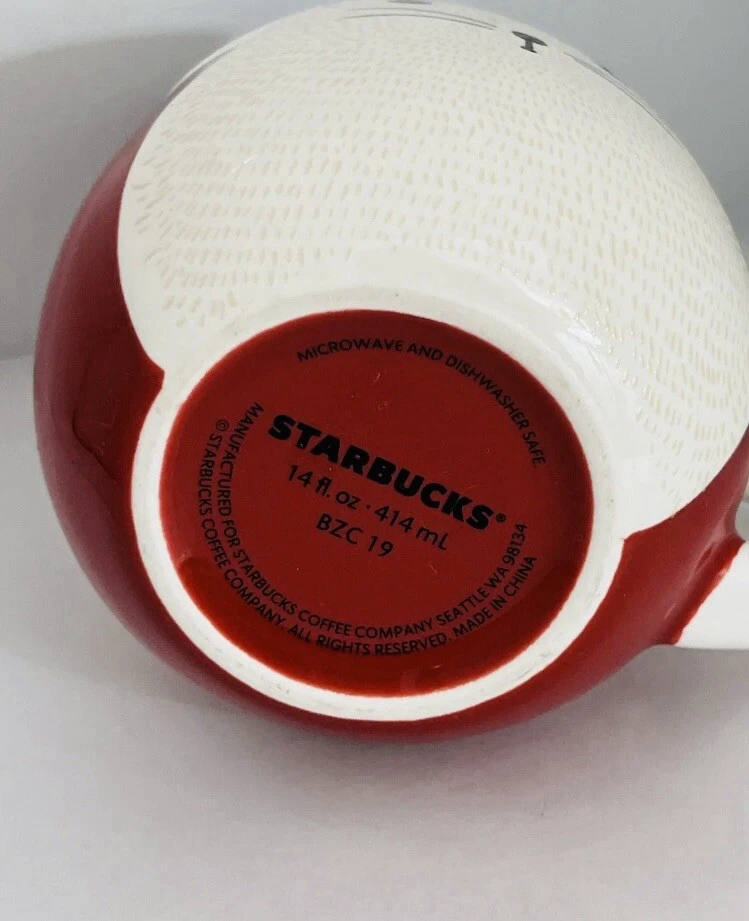 MICROWAVE AND DISHWASHER SAFE.
STARBUCKS®
14 fl. oz · 414 mL
BZC 19
MANUFACTURED FOR STARBUCKS COFFEE COMPANY SEATTLE WA 98134
© STARBUCKS COFFEE COMPANY. ALL RIGHTS RESERVED. MADE IN CHINA